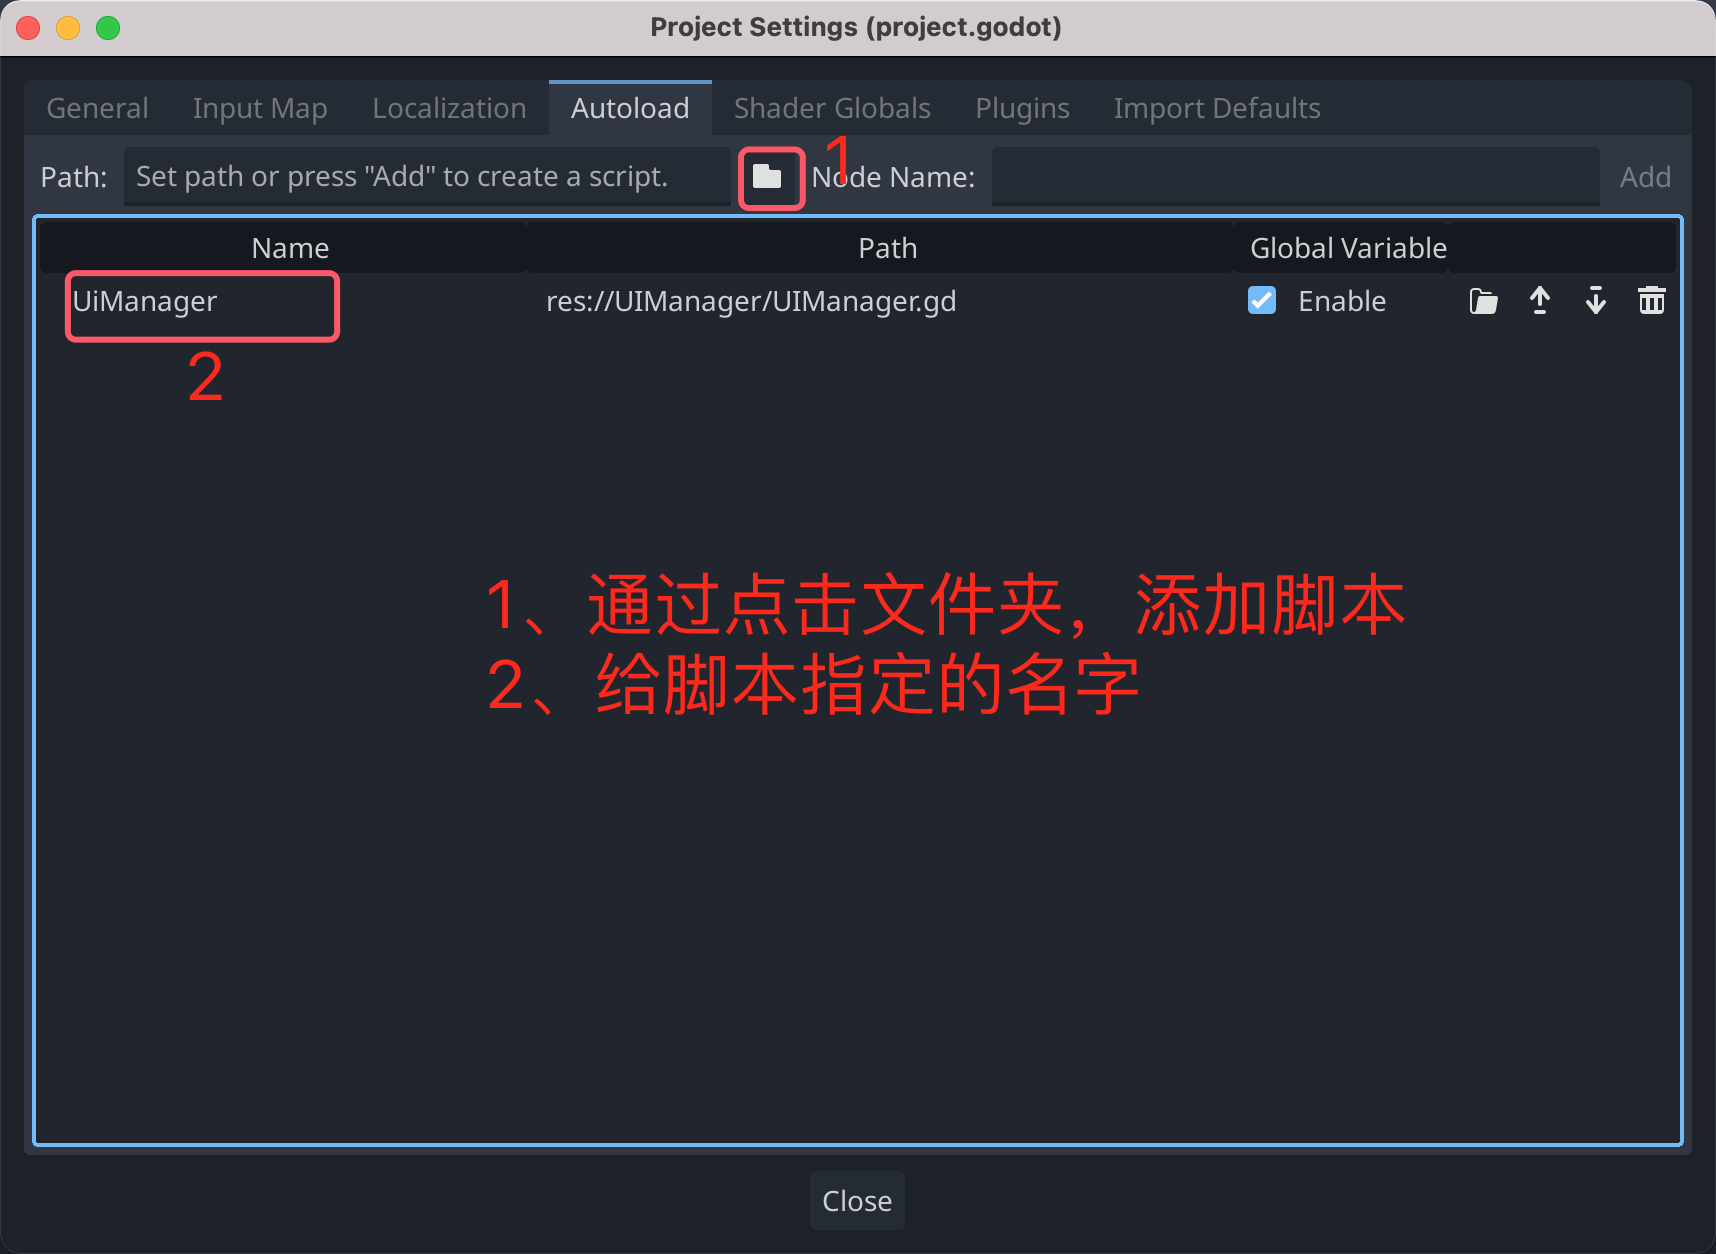 Project Settings (project.godot)
General Input Map Localization Autoload Shader Globals Plugins Import Defaults
Path: Set path or press "Add" to create a script. 1 Node Name: Add
Name Path Global Variable
UiManager res://UIManager/UIManager.gd Enable
2
1、通过点击文件夹，添加脚本
2、给脚本指定的名字
Close